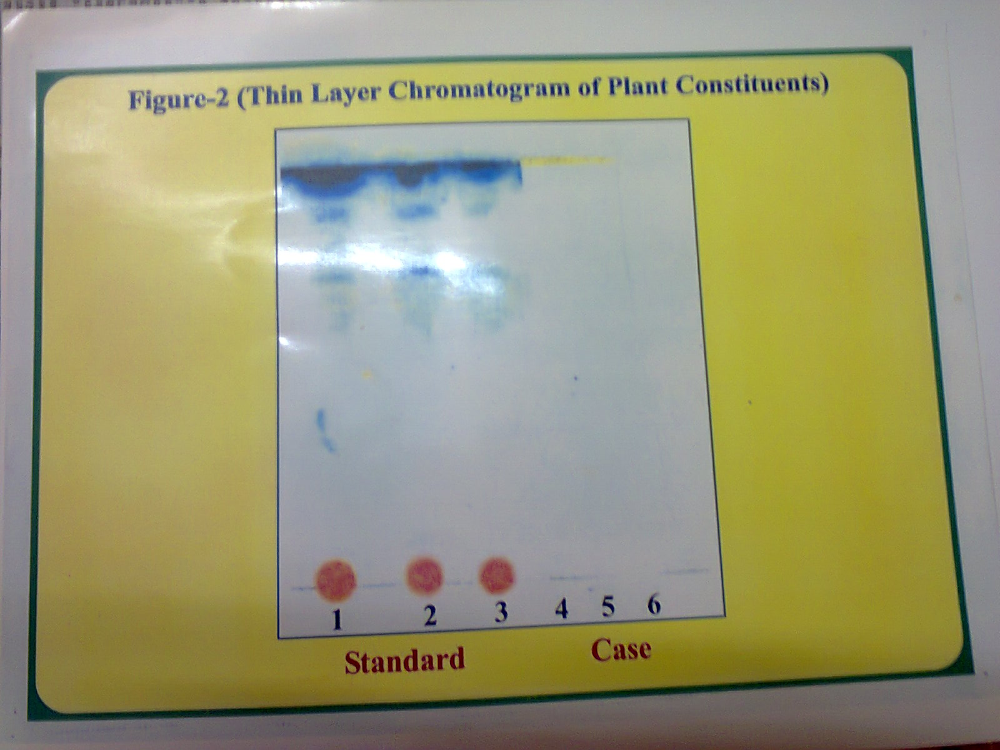 Figure-2 (Thin Layer Chromatogram of Plant Constituents)
1 2 3 4 5 6
Standard Case